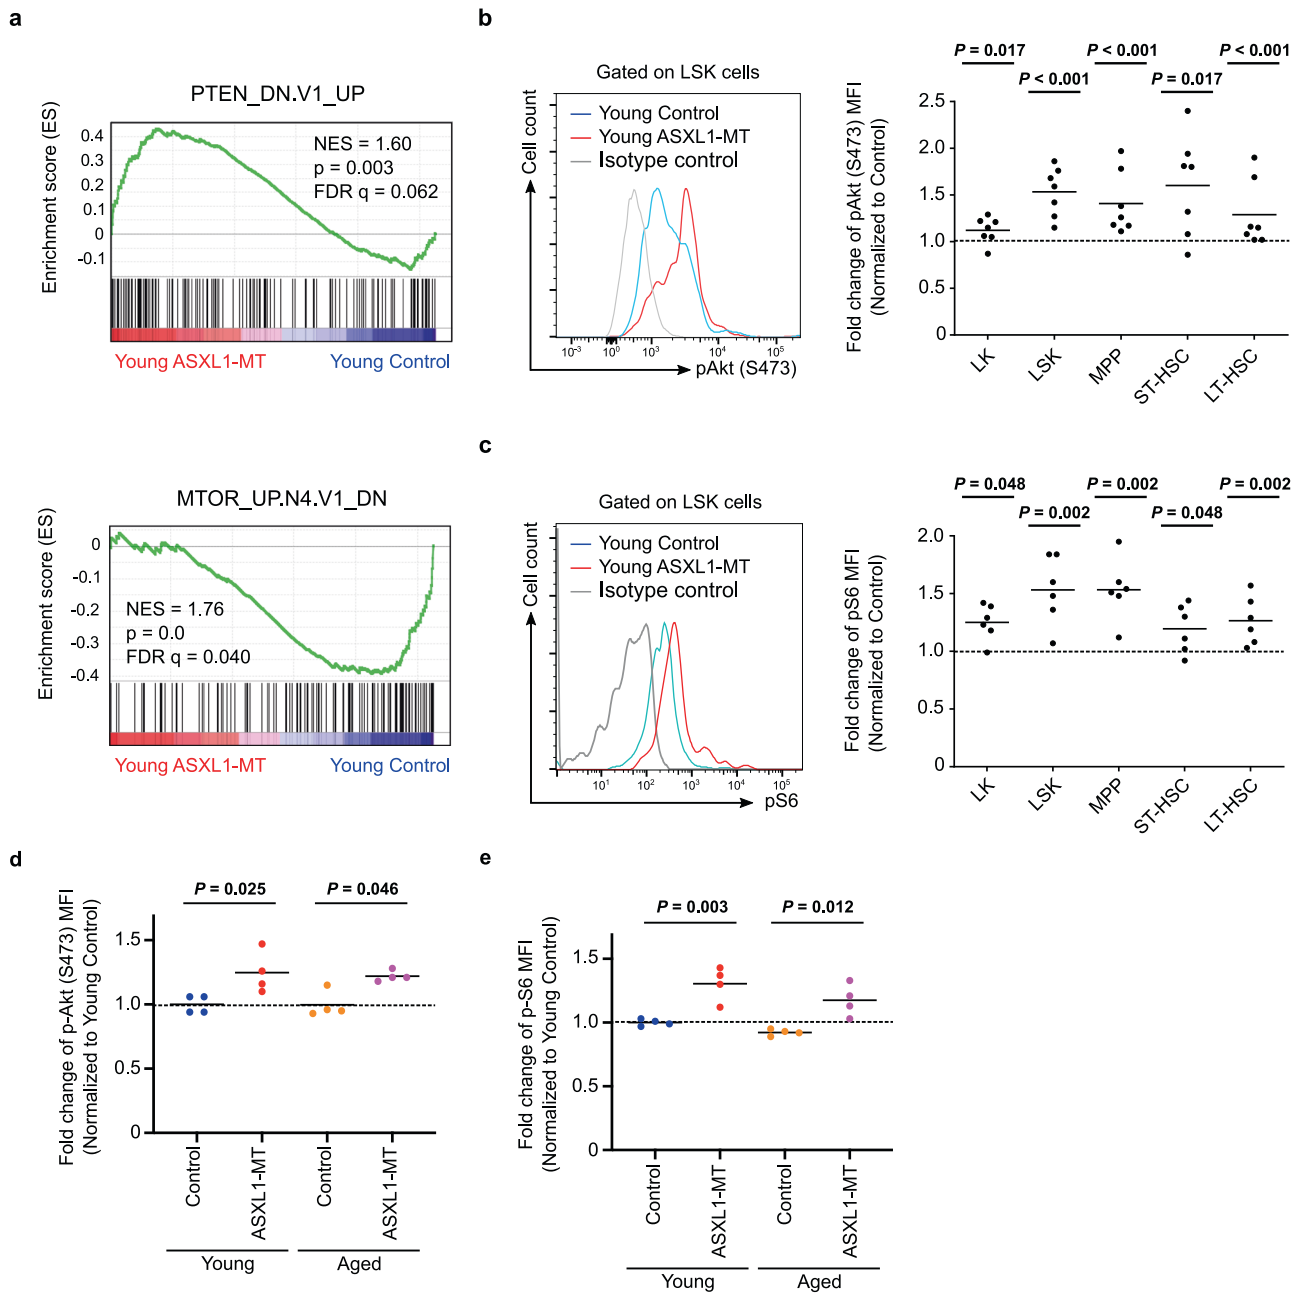 a
PTEN_DN.V1_UP
Enrichment score (ES)
0.4
0.3
0.2
0.1
0
-0.1
NES = 1.60
p = 0.003
FDR q = 0.062
Young ASXL1-MT
Young Control
MTOR_UP.N4.V1_DN
Enrichment score (ES)
0
-0.1
-0.2
-0.3
-0.4
NES = 1.76
p = 0.0
FDR q = 0.040
Young ASXL1-MT
Young Control
b
Gated on LSK cells
Cell count
Young Control
Young ASXL1-MT
Isotype control
-10⁻³
10⁰
10³
10⁴
10⁵
pAkt (S473)
P = 0.017
P < 0.001
P < 0.001
P = 0.017
P < 0.001
Fold change of pAkt (S473) MFI
(Normalized to Control)
2.5
2.0
1.5
1.0
0.5
0
LK
LSK
MPP
ST-HSC
LT-HSC
c
Gated on LSK cells
Cell count
Young Control
Young ASXL1-MT
Isotype control
10¹
10²
10³
10⁴
10⁵
pS6
P = 0.048
P = 0.002
P = 0.002
P = 0.048
P = 0.002
Fold change of pS6 MFI
(Normalized to Control)
2.0
1.5
1.0
0.5
0
LK
LSK
MPP
ST-HSC
LT-HSC
d
Fold change of p-Akt (S473) MFI
(Normalized to Young Control)
P = 0.025
P = 0.046
1.5
1.0
0.5
0
Control
ASXL1-MT
Control
ASXL1-MT
Young
Aged
e
Fold change of p-S6 MFI
(Normalized to Young Control)
P = 0.003
P = 0.012
1.5
1.0
0.5
0
Control
ASXL1-MT
Control
ASXL1-MT
Young
Aged